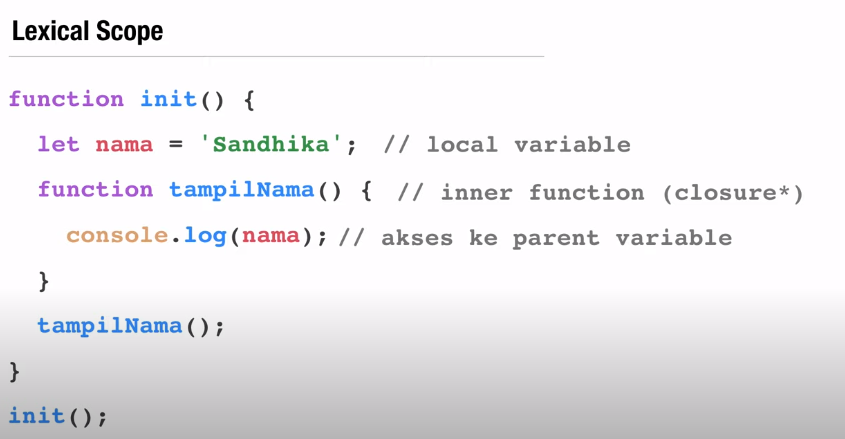 Lexical Scope
function init() {
let nama = 'Sandhika'; // local variable
function tampilNama() { // inner function (closure*)
console.log(nama); // akses ke parent variable
}
tampilNama();
}
init();